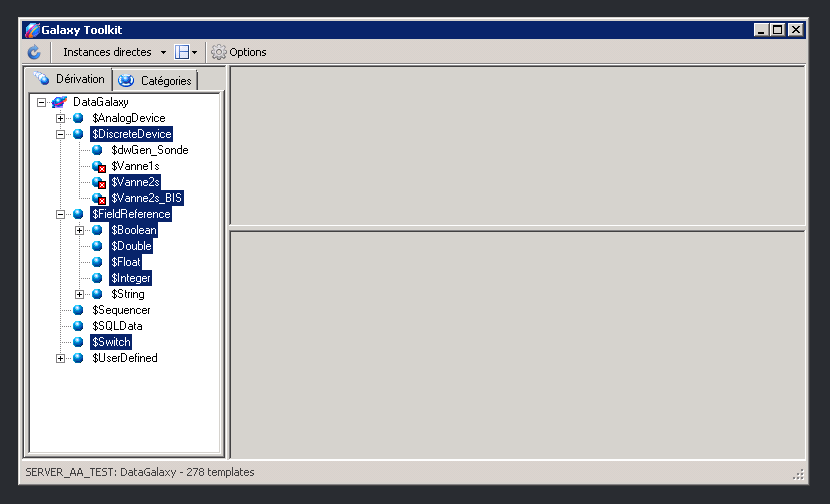 Galaxy Toolkit
Instances directes Options
Dérivation Catégories
DataGalaxy
$AnalogDevice
$DiscreteDevice
$dwGen_Sonde
$Vanne1s
$Vanne2s
$Vanne2s_BIS
$FieldReference
$Boolean
$Double
$Float
$Integer
$String
$Sequencer
$SQLData
$Switch
$UserDefined
SERVER_AA_TEST: DataGalaxy - 278 templates